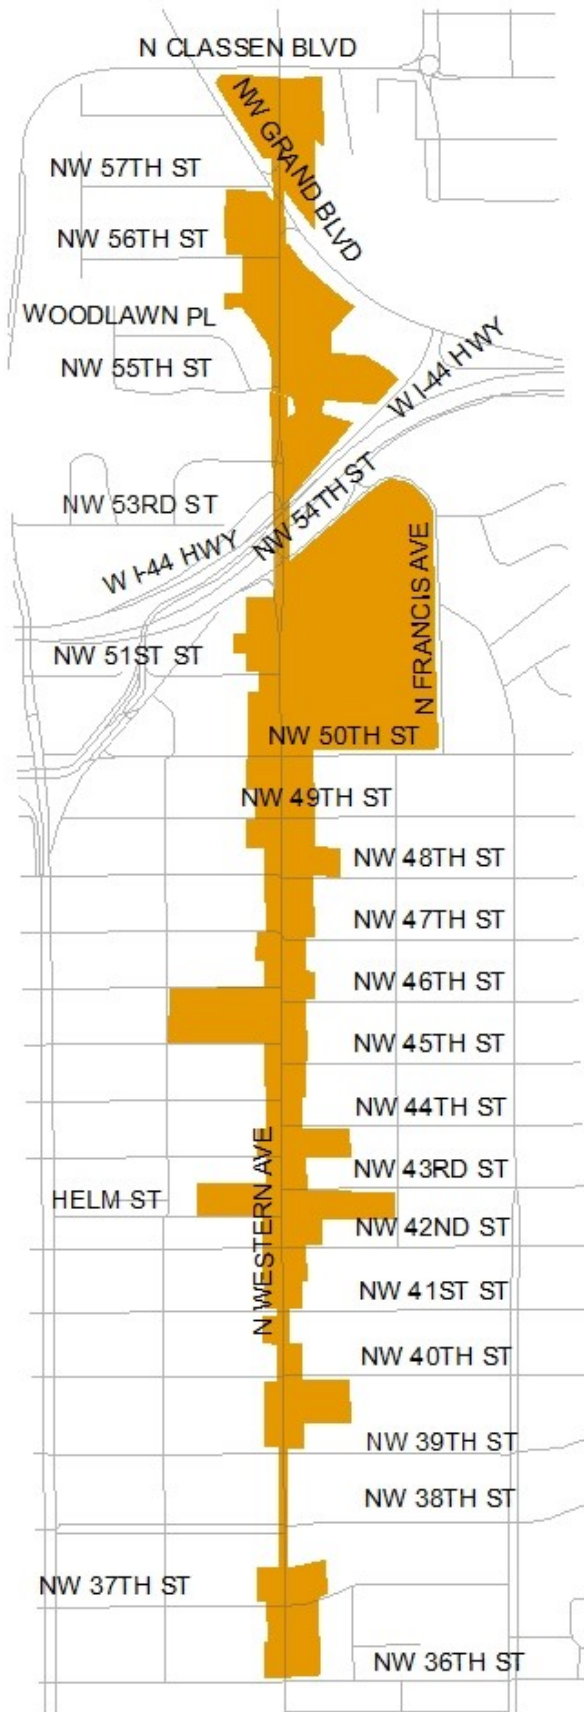 N CLASSEN BLVD
NW GRAND BLVD
NW 57TH ST
NW 56TH ST
WOODLAWN PL
NW 55TH ST
W I-44 HWY
NW 54TH ST
NW 53RD ST
W I-44 HWY
N FRANCIS AVE
NW 51ST ST
NW 50TH ST
NW 49TH ST
NW 48TH ST
NW 47TH ST
NW 46TH ST
NW 45TH ST
NW 44TH ST
N WESTERN AVE
NW 43RD ST
HELM ST
NW 42ND ST
NW 41ST ST
NW 40TH ST
NW 39TH ST
NW 38TH ST
NW 37TH ST
NW 36TH ST